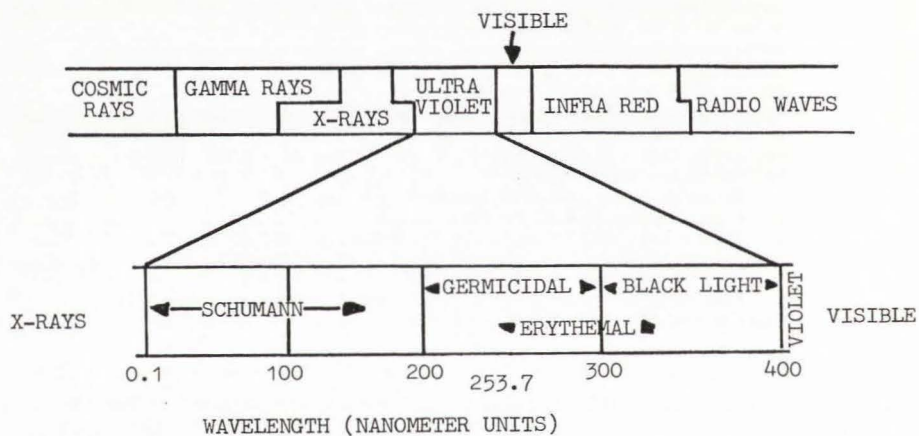 VISIBLE
COSMIC
RAYS
GAMMA RAYS
X-RAYS
ULTRA
VIOLET
INFRA RED
RADIO WAVES
X-RAYS
SCHUMANN
GERMICIDAL
BLACK LIGHT
ERYTHEMAL
VIOLET
VISIBLE
0.1
100
200
253.7
300
400
WAVELENGTH (NANOMETER UNITS)